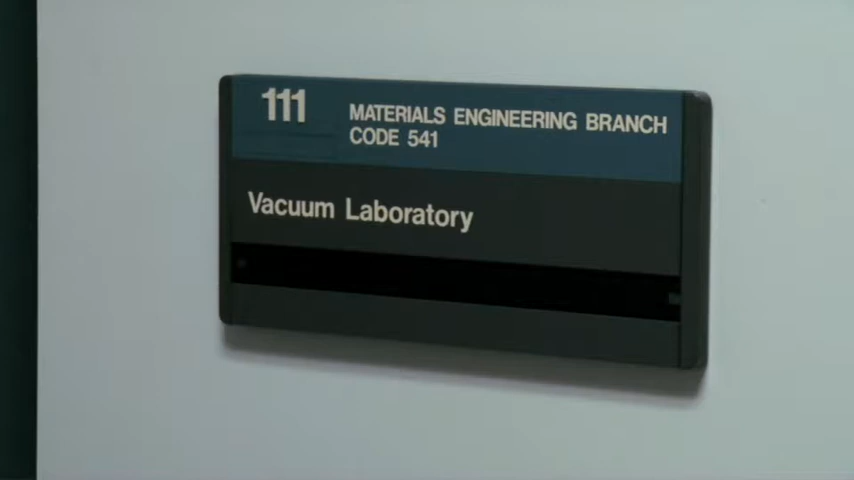 111
MATERIALS ENGINEERING BRANCH
CODE 541
Vacuum Laboratory